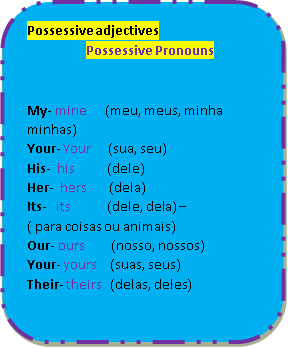 Possessive adjectives
Possessive Pronouns
My- mine (meu, meus, minha
minhas)
Your- Your (sua, seu)
His- his (dele)
Her- hers (dela)
Its- its (dele, dela) –
( para coisas ou animais)
Our- ours (nosso, nossos)
Your- yours (suas, seus)
Their- theirs (delas, deles)